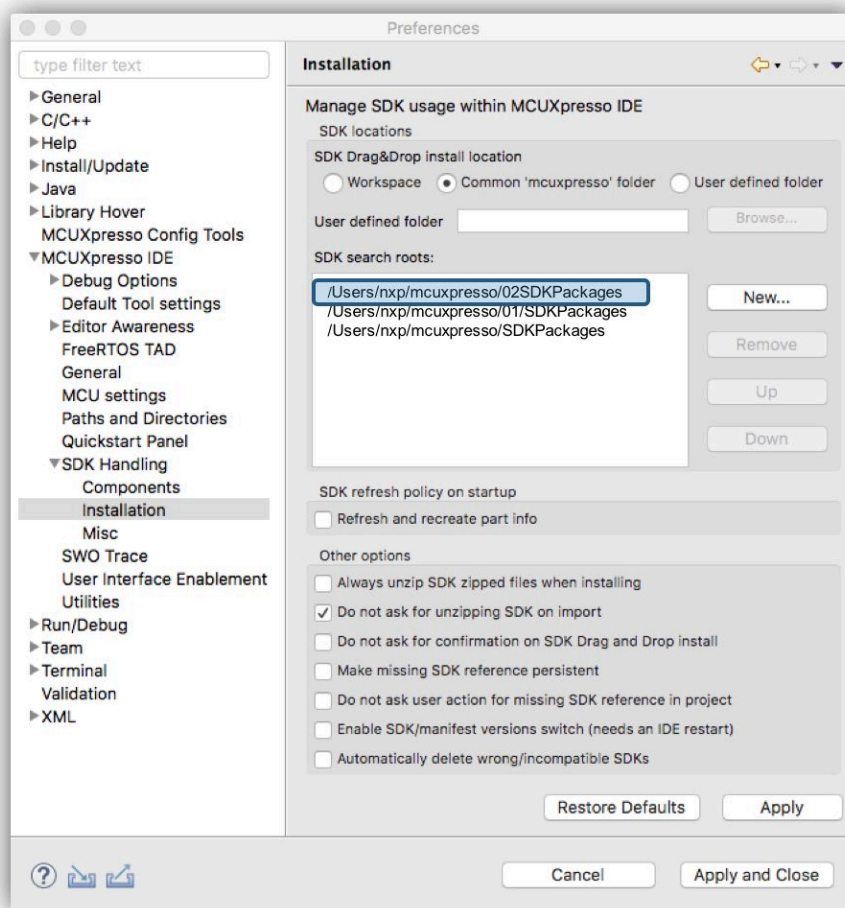 Preferences
type filter text
General
C/C++
Help
Install/Update
Java
Library Hover
MCUXpresso Config Tools
MCUXpresso IDE
Debug Options
Default Tool settings
Editor Awareness
FreeRTOS TAD
General
MCU settings
Paths and Directories
Quickstart Panel
SDK Handling
Components
Installation
Misc
SWO Trace
User Interface Enablement
Utilities
Run/Debug
Team
Terminal
Validation
XML
Installation
Manage SDK usage within MCUXpresso IDE
SDK locations
SDK Drag&Drop install location
Workspace Common 'mcuxpresso' folder User defined folder
User defined folder Browse...
SDK search roots:
/Users/nxp/mcuxpresso/02SDKPackages
/Users/nxp/mcuxpresso/01/SDKPackages
/Users/nxp/mcuxpresso/SDKPackages
New...
Remove
Up
Down
SDK refresh policy on startup
Refresh and recreate part info
Other options
Always unzip SDK zipped files when installing
Do not ask for unzipping SDK on import
Do not ask for confirmation on SDK Drag and Drop install
Make missing SDK reference persistent
Do not ask user action for missing SDK reference in project
Enable SDK/manifest versions switch (needs an IDE restart)
Automatically delete wrong/incompatible SDKs
Restore Defaults Apply
? Cancel Apply and Close